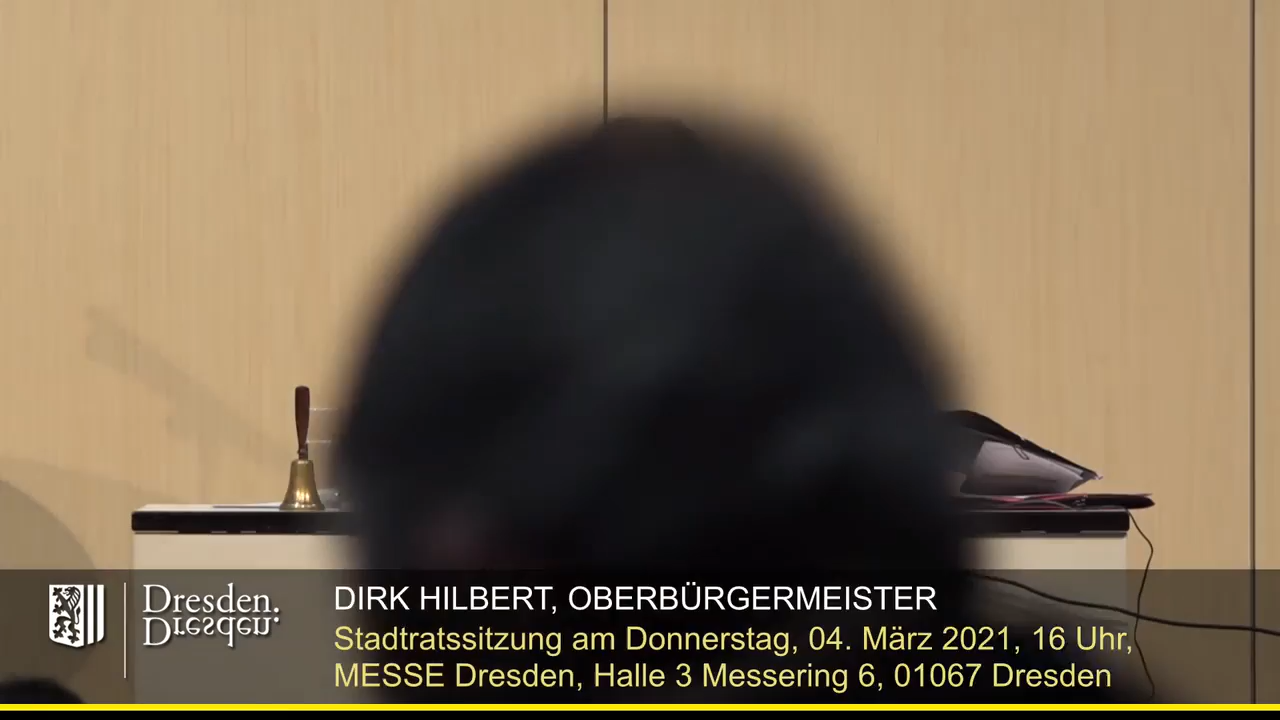 Dresden.
Dresden.
DIRK HILBERT, OBERBÜRGERMEISTER
Stadtratssitzung am Donnerstag, 04. März 2021, 16 Uhr,
MESSE Dresden, Halle 3 Messering 6, 01067 Dresden